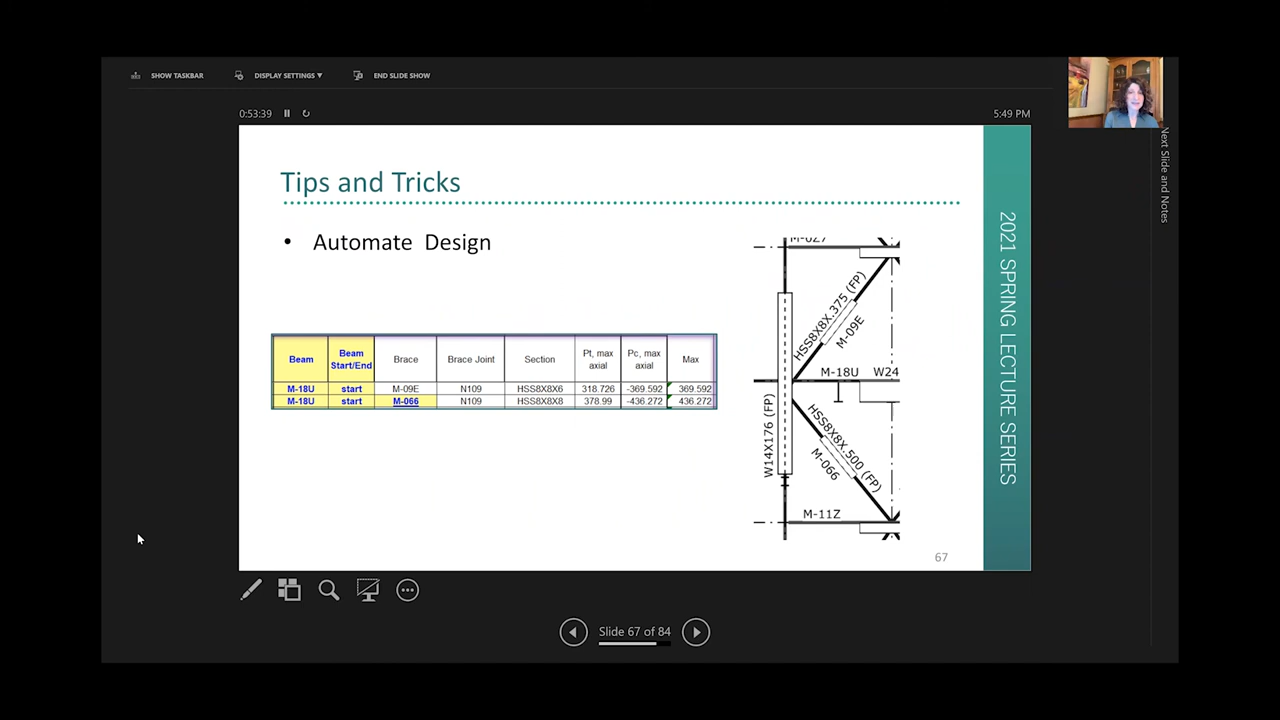 SHOW TASKBAR
DISPLAY SETTINGS ▼
END SLIDE SHOW
0:53:39
5:49 PM
Next Slide and Notes
Tips and Tricks
• Automate Design
Beam
Beam Start/End
Brace
Brace Joint
Section
Pt, max axial
Pc, max axial
Max
M-18U start M-09E N109 HSS8X8X6 318.726 -369.592 369.592
M-18U start M-066 N109 HSS8X8X8 378.99 -436.272 436.272
HSS8X8X.375 (FP)
M-09E
M-18U W24
W14X176 (FP)
HSS8X8X.500 (FP)
M-066
M-11Z
2021 SPRING LECTURE SERIES
67
Slide 67 of 84